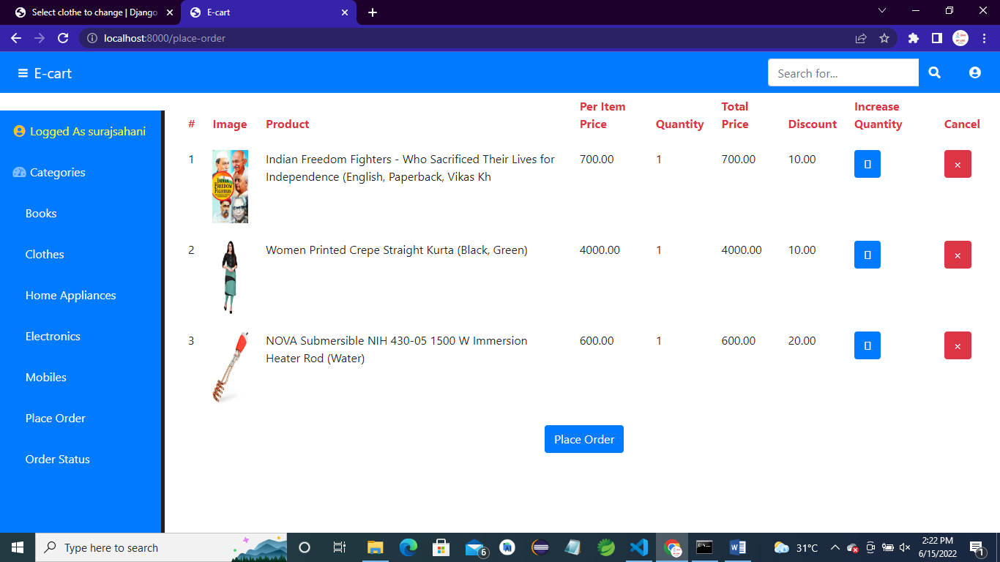 Select clothe to change | Django
E-cart
localhost:8000/place-order
E-cart
Search for...
Logged As surajsahani
Categories
Books
Clothes
Home Appliances
Electronics
Mobiles
Place Order
Order Status
# Image Product Per Item Price Quantity Total Price Discount Increase Quantity Cancel
1 Indian Freedom Fighters - Who Sacrificed Their Lives for 700.00 1 700.00 10.00 ×
Independence (English, Paperback, Vikas Kh
INDIAN
FREEDOM
FIGHTERS
2 Women Printed Crepe Straight Kurta (Black, Green) 4000.00 1 4000.00 10.00 ×
3 NOVA Submersible NIH 430-05 1500 W Immersion 600.00 1 600.00 20.00 ×
Heater Rod (Water)
Place Order
Type here to search
6
31°C
2:22 PM
6/15/2022
1